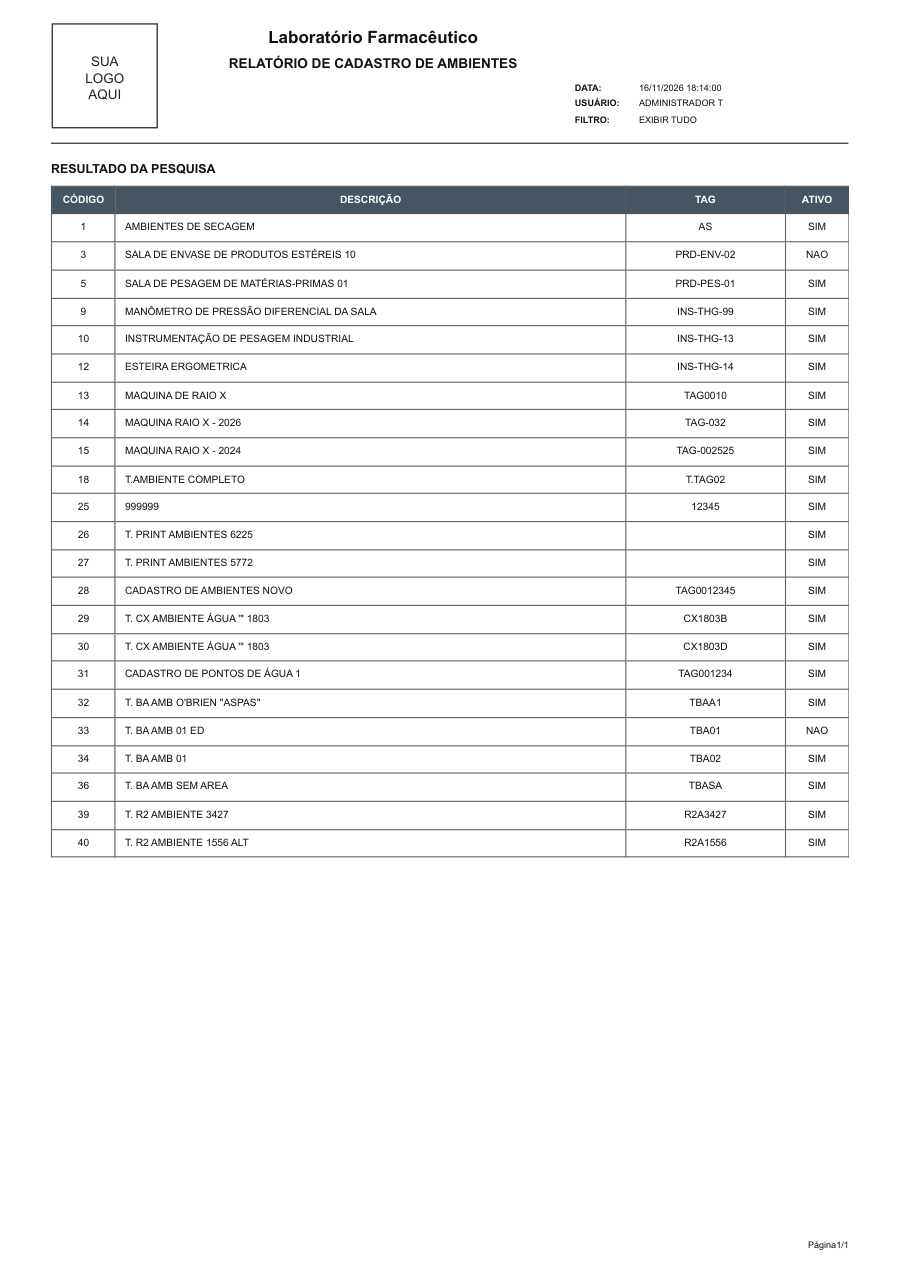 SUA
LOGO
AQUI
Laboratório Farmacêutico
RELATÓRIO DE CADASTRO DE AMBIENTES
DATA: 16/11/2026 18:14:00
USUÁRIO: ADMINISTRADOR T
FILTRO: EXIBIR TUDO
RESULTADO DA PESQUISA
CÓDIGO DESCRIÇÃO TAG ATIVO
1 AMBIENTES DE SECAGEM AS SIM
3 SALA DE ENVASE DE PRODUTOS ESTÉREIS 10 PRD-ENV-02 NAO
5 SALA DE PESAGEM DE MATÉRIAS-PRIMAS 01 PRD-PES-01 SIM
9 MANÔMETRO DE PRESSÃO DIFERENCIAL DA SALA INS-THG-99 SIM
10 INSTRUMENTAÇÃO DE PESAGEM INDUSTRIAL INS-THG-13 SIM
12 ESTEIRA ERGOMETRICA INS-THG-14 SIM
13 MAQUINA DE RAIO X TAG0010 SIM
14 MAQUINA RAIO X - 2026 TAG-032 SIM
15 MAQUINA RAIO X - 2024 TAG-002525 SIM
18 T.AMBIENTE COMPLETO T.TAG02 SIM
25 999999 12345 SIM
26 T. PRINT AMBIENTES 6225 SIM
27 T. PRINT AMBIENTES 5772 SIM
28 CADASTRO DE AMBIENTES NOVO TAG0012345 SIM
29 T. CX AMBIENTE ÁGUA '" 1803 CX1803B SIM
30 T. CX AMBIENTE ÁGUA '" 1803 CX1803D SIM
31 CADASTRO DE PONTOS DE ÁGUA 1 TAG001234 SIM
32 T. BA AMB O'BRIEN "ASPAS" TBAA1 SIM
33 T. BA AMB 01 ED TBA01 NAO
34 T. BA AMB 01 TBA02 SIM
36 T. BA AMB SEM AREA TBASA SIM
39 T. R2 AMBIENTE 3427 R2A3427 SIM
40 T. R2 AMBIENTE 1556 ALT R2A1556 SIM
Página1/1